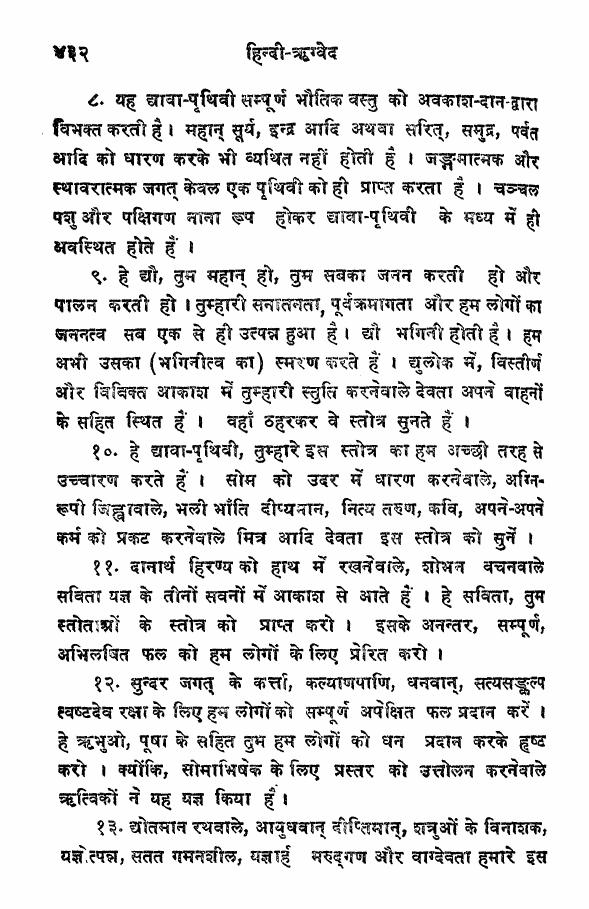 ४३२ हिन्दी-ऋग्वेद
८. यह द्यावा-पृथिवी सम्पूर्ण भौतिक वस्तु को अवकाश-दान-द्वारा
विभक्त करती है। महान् सूर्य, इन्द्र आदि अथवा सरित्, समुद्र, पर्वत
आदि को धारण करके भी व्यथित नहीं होती है । जङ्गमात्मक और
स्थावरात्मक जगत् केवल एक पृथिवी को ही प्राप्त करता है । चञ्चल
पशु और पक्षिगण नाना रूप होकर द्यावा-पृथिवी के मध्य में ही
अवस्थित होते हैं ।
९. हे द्यौ, तुम महान् हो, तुम सबका जनन करती हो और
पालन करती हो । तुम्हारी सनातनता, पूर्वक्रमागता और हम लोगों का
जननत्व सब एक से ही उत्पन्न हुआ है। द्यौ भगिनी होती है। हम
अभी उसका (भगिनीत्व का) स्मरण करते हैं । द्युलोक में, विस्तीर्ण
और विविक्त आकाश में तुम्हारी स्तुति करनेवाले देवता अपने वाहनों
के सहित स्थित हैं । वहाँ ठहरकर वे स्तोत्र सुनते हैं ।
१०. हे द्यावा-पृथिवी, तुम्हारे इस स्तोत्र का हम अच्छी तरह से
उच्चारण करते हैं । सोम को उदर में धारण करनेवाले, अग्नि-
रूपी जिह्वावाले, भली भाँति दीप्यमान, नित्य तरुण, कवि, अपने-अपने
कर्म को प्रकट करनेवाले मित्र आदि देवता इस स्तोत्र को सुनें ।
११. दानार्थ हिरण्य को हाथ में रखनेवाले, शोभन वचनवाले
सविता यज्ञ के तीनों सवनों में आकाश से आते हैं । हे सविता, तुम
स्तोताओं के स्तोत्र को प्राप्त करो । इसके अनन्तर, सम्पूर्ण,
अभिलषित फल को हम लोगों के लिए प्रेरित करो ।
१२. सुन्दर जगत् के कर्त्ता, कल्याणपाणि, धनवान्, सत्यसङ्कल्प
त्वष्टदेव रक्षा के लिए हम लोगों को सम्पूर्ण अपेक्षित फल प्रदान करें ।
हे ऋभुओ, पूषा के सहित तुम हम लोगों को धन प्रदान करके हृष्ट
करो । क्योंकि, सोमाभिषेक के लिए प्रस्तर को उत्तोलन करनेवाले
ऋत्विकों ने यह यज्ञ किया है।
१३. द्योतमान रथवाले, आयुधवान् दीप्तिमान्, शत्रुओं के विनाशक,
यज्ञोत्पन्न, सतत गमनशील, यज्ञार्ह मरुद्गण और वाग्देवता हमारे इस